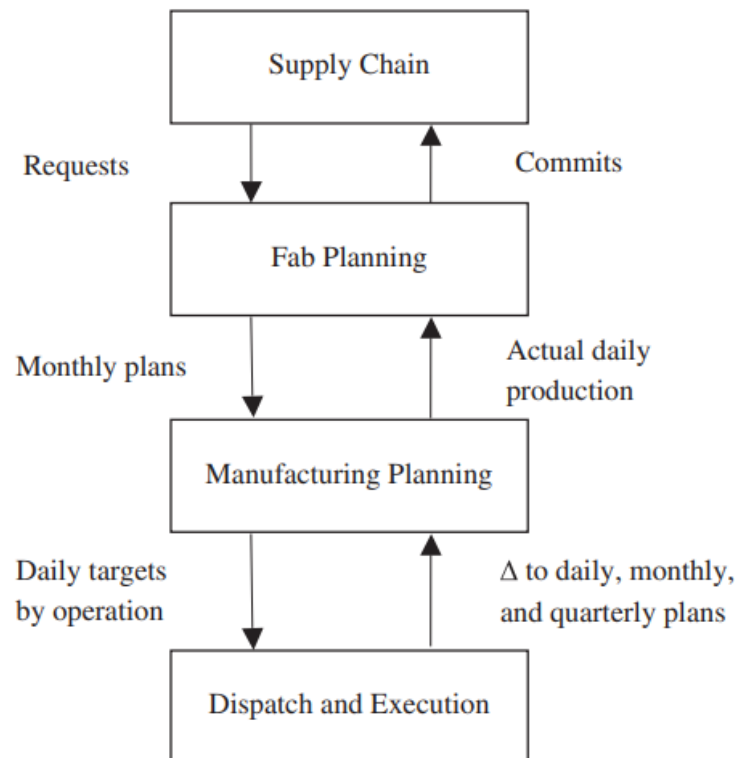 Supply Chain
Requests
Commits
Fab Planning
Monthly plans
Actual daily
production
Manufacturing Planning
Daily targets
by operation
Δ to daily, monthly,
and quarterly plans
Dispatch and Execution